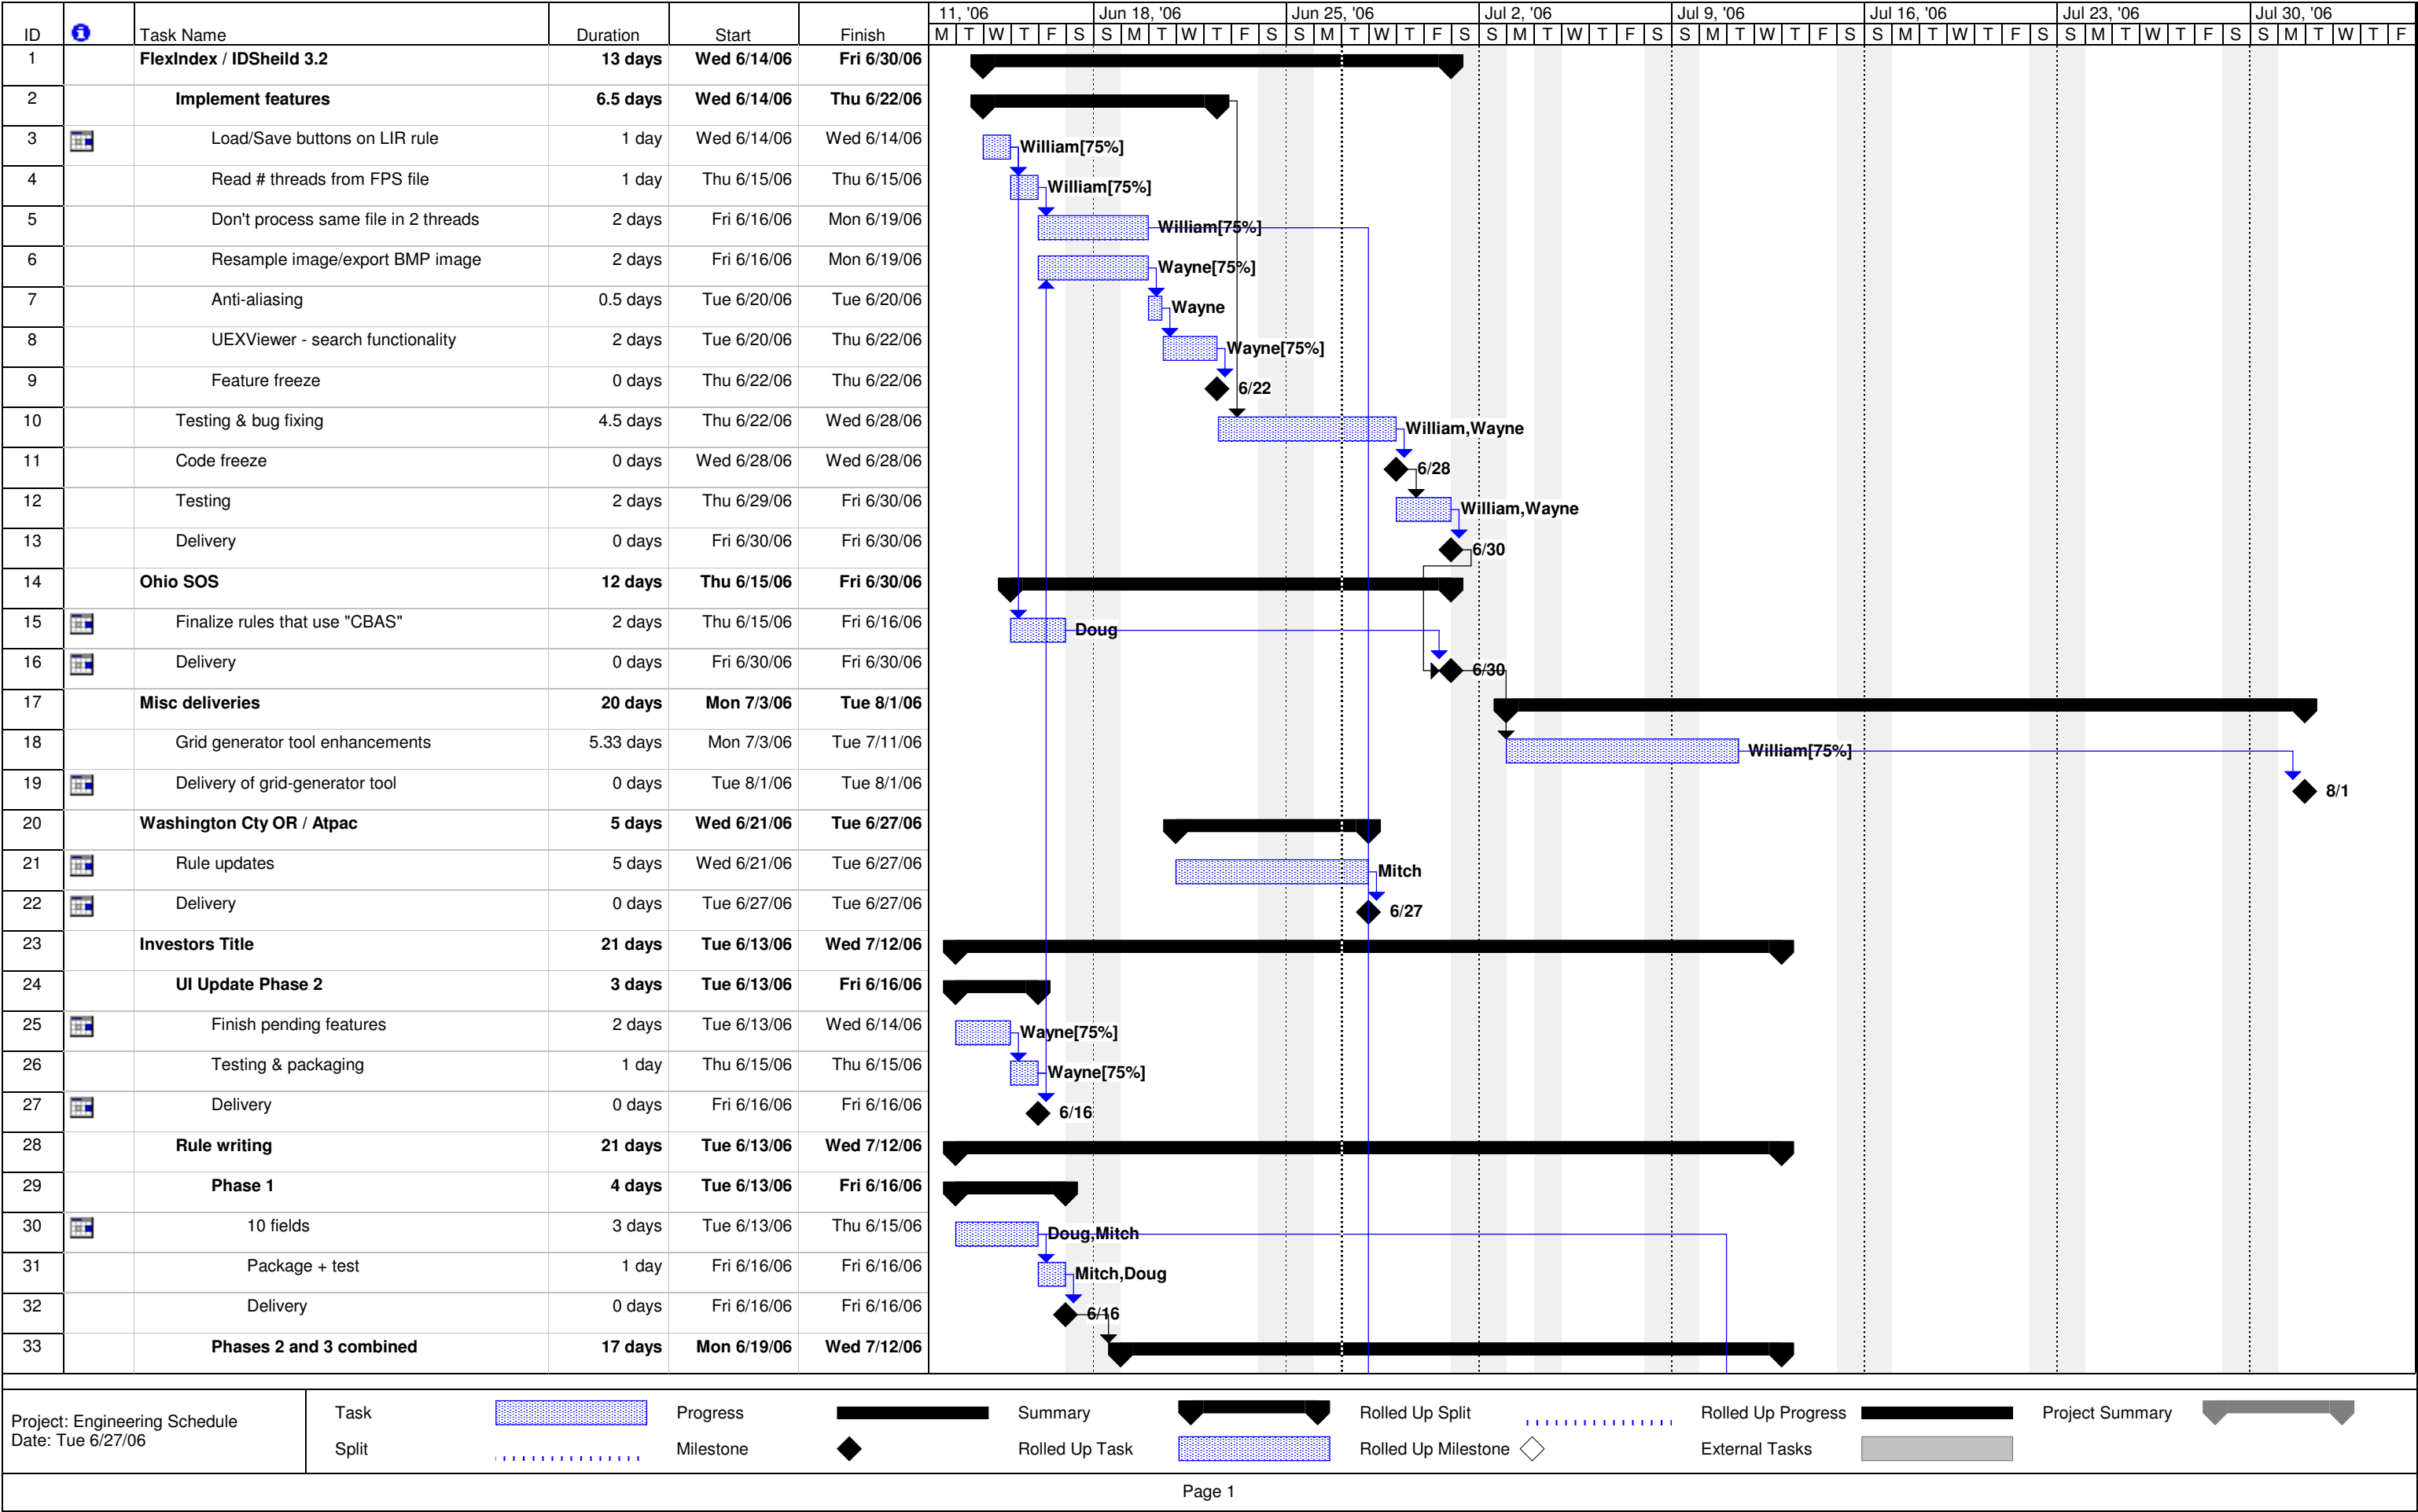 11, '06 Jun 18, '06 Jun 25, '06 Jul 2, '06 Jul 9, '06 Jul 16, '06 Jul 23, '06 Jul 30, '06
ID Task Name Duration Start Finish M T W T F S S M T W T F S S M T W T F S S M T W T F S S M T W T F S S M T W T F S S M T W T F S S M T W T F
1 FlexIndex / IDSheild 3.2 13 days Wed 6/14/06 Fri 6/30/06
2 Implement features 6.5 days Wed 6/14/06 Thu 6/22/06
3 Load/Save buttons on LIR rule 1 day Wed 6/14/06 Wed 6/14/06 William[75%]
4 Read # threads from FPS file 1 day Thu 6/15/06 Thu 6/15/06 William[75%]
5 Don't process same file in 2 threads 2 days Fri 6/16/06 Mon 6/19/06 William[75%]
6 Resample image/export BMP image 2 days Fri 6/16/06 Mon 6/19/06 Wayne[75%]
7 Anti-aliasing 0.5 days Tue 6/20/06 Tue 6/20/06 Wayne
8 UEXViewer - search functionality 2 days Tue 6/20/06 Thu 6/22/06 Wayne[75%]
9 Feature freeze 0 days Thu 6/22/06 Thu 6/22/06 6/22
10 Testing & bug fixing 4.5 days Thu 6/22/06 Wed 6/28/06 William,Wayne
11 Code freeze 0 days Wed 6/28/06 Wed 6/28/06 6/28
12 Testing 2 days Thu 6/29/06 Fri 6/30/06 William,Wayne
13 Delivery 0 days Fri 6/30/06 Fri 6/30/06 6/30
14 Ohio SOS 12 days Thu 6/15/06 Fri 6/30/06
15 Finalize rules that use "CBAS" 2 days Thu 6/15/06 Fri 6/16/06 Doug
16 Delivery 0 days Fri 6/30/06 Fri 6/30/06 6/30
17 Misc deliveries 20 days Mon 7/3/06 Tue 8/1/06
18 Grid generator tool enhancements 5.33 days Mon 7/3/06 Tue 7/11/06 William[75%]
19 Delivery of grid-generator tool 0 days Tue 8/1/06 Tue 8/1/06 8/1
20 Washington Cty OR / Atpac 5 days Wed 6/21/06 Tue 6/27/06
21 Rule updates 5 days Wed 6/21/06 Tue 6/27/06 Mitch
22 Delivery 0 days Tue 6/27/06 Tue 6/27/06 6/27
23 Investors Title 21 days Tue 6/13/06 Wed 7/12/06
24 UI Update Phase 2 3 days Tue 6/13/06 Fri 6/16/06
25 Finish pending features 2 days Tue 6/13/06 Wed 6/14/06 Wayne[75%]
26 Testing & packaging 1 day Thu 6/15/06 Thu 6/15/06 Wayne[75%]
27 Delivery 0 days Fri 6/16/06 Fri 6/16/06 6/16
28 Rule writing 21 days Tue 6/13/06 Wed 7/12/06
29 Phase 1 4 days Tue 6/13/06 Fri 6/16/06
30 10 fields 3 days Tue 6/13/06 Thu 6/15/06 Doug,Mitch
31 Package + test 1 day Fri 6/16/06 Fri 6/16/06 Mitch,Doug
32 Delivery 0 days Fri 6/16/06 Fri 6/16/06 6/16
33 Phases 2 and 3 combined 17 days Mon 6/19/06 Wed 7/12/06
Project: Engineering Schedule
Date: Tue 6/27/06
Task Progress Summary Rolled Up Split Rolled Up Progress Project Summary
Split Milestone Rolled Up Task Rolled Up Milestone External Tasks
Page 1